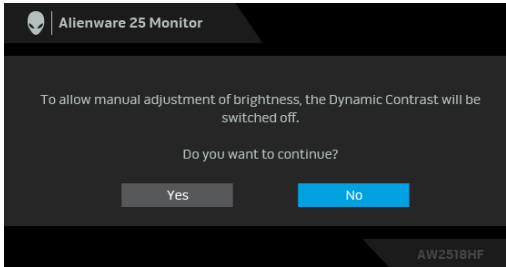 Alienware 25 Monitor
To allow manual adjustment of brightness, the Dynamic Contrast will be
switched off.
Do you want to continue?
Yes
No
AW2518HF